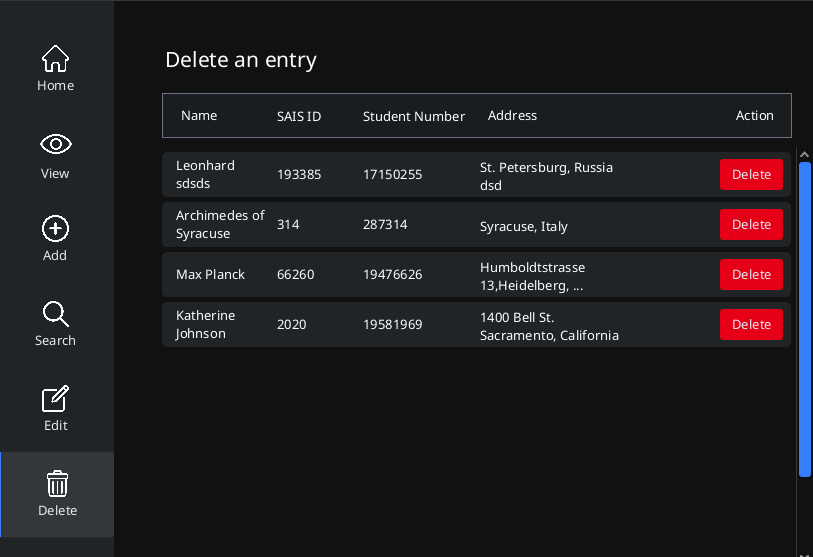 Home
View
Add
Search
Edit
Delete
Delete an entry
Name SAIS ID Student Number Address Action
Leonhard
sdsds
193385
17150255
St. Petersburg, Russia
dsd
Delete
Archimedes of
Syracuse
314
287314
Syracuse, Italy
Delete
Max Planck
66260
19476626
Humboldtstrasse
13,Heidelberg, ...
Delete
Katherine
Johnson
2020
19581969
1400 Bell St.
Sacramento, California
Delete